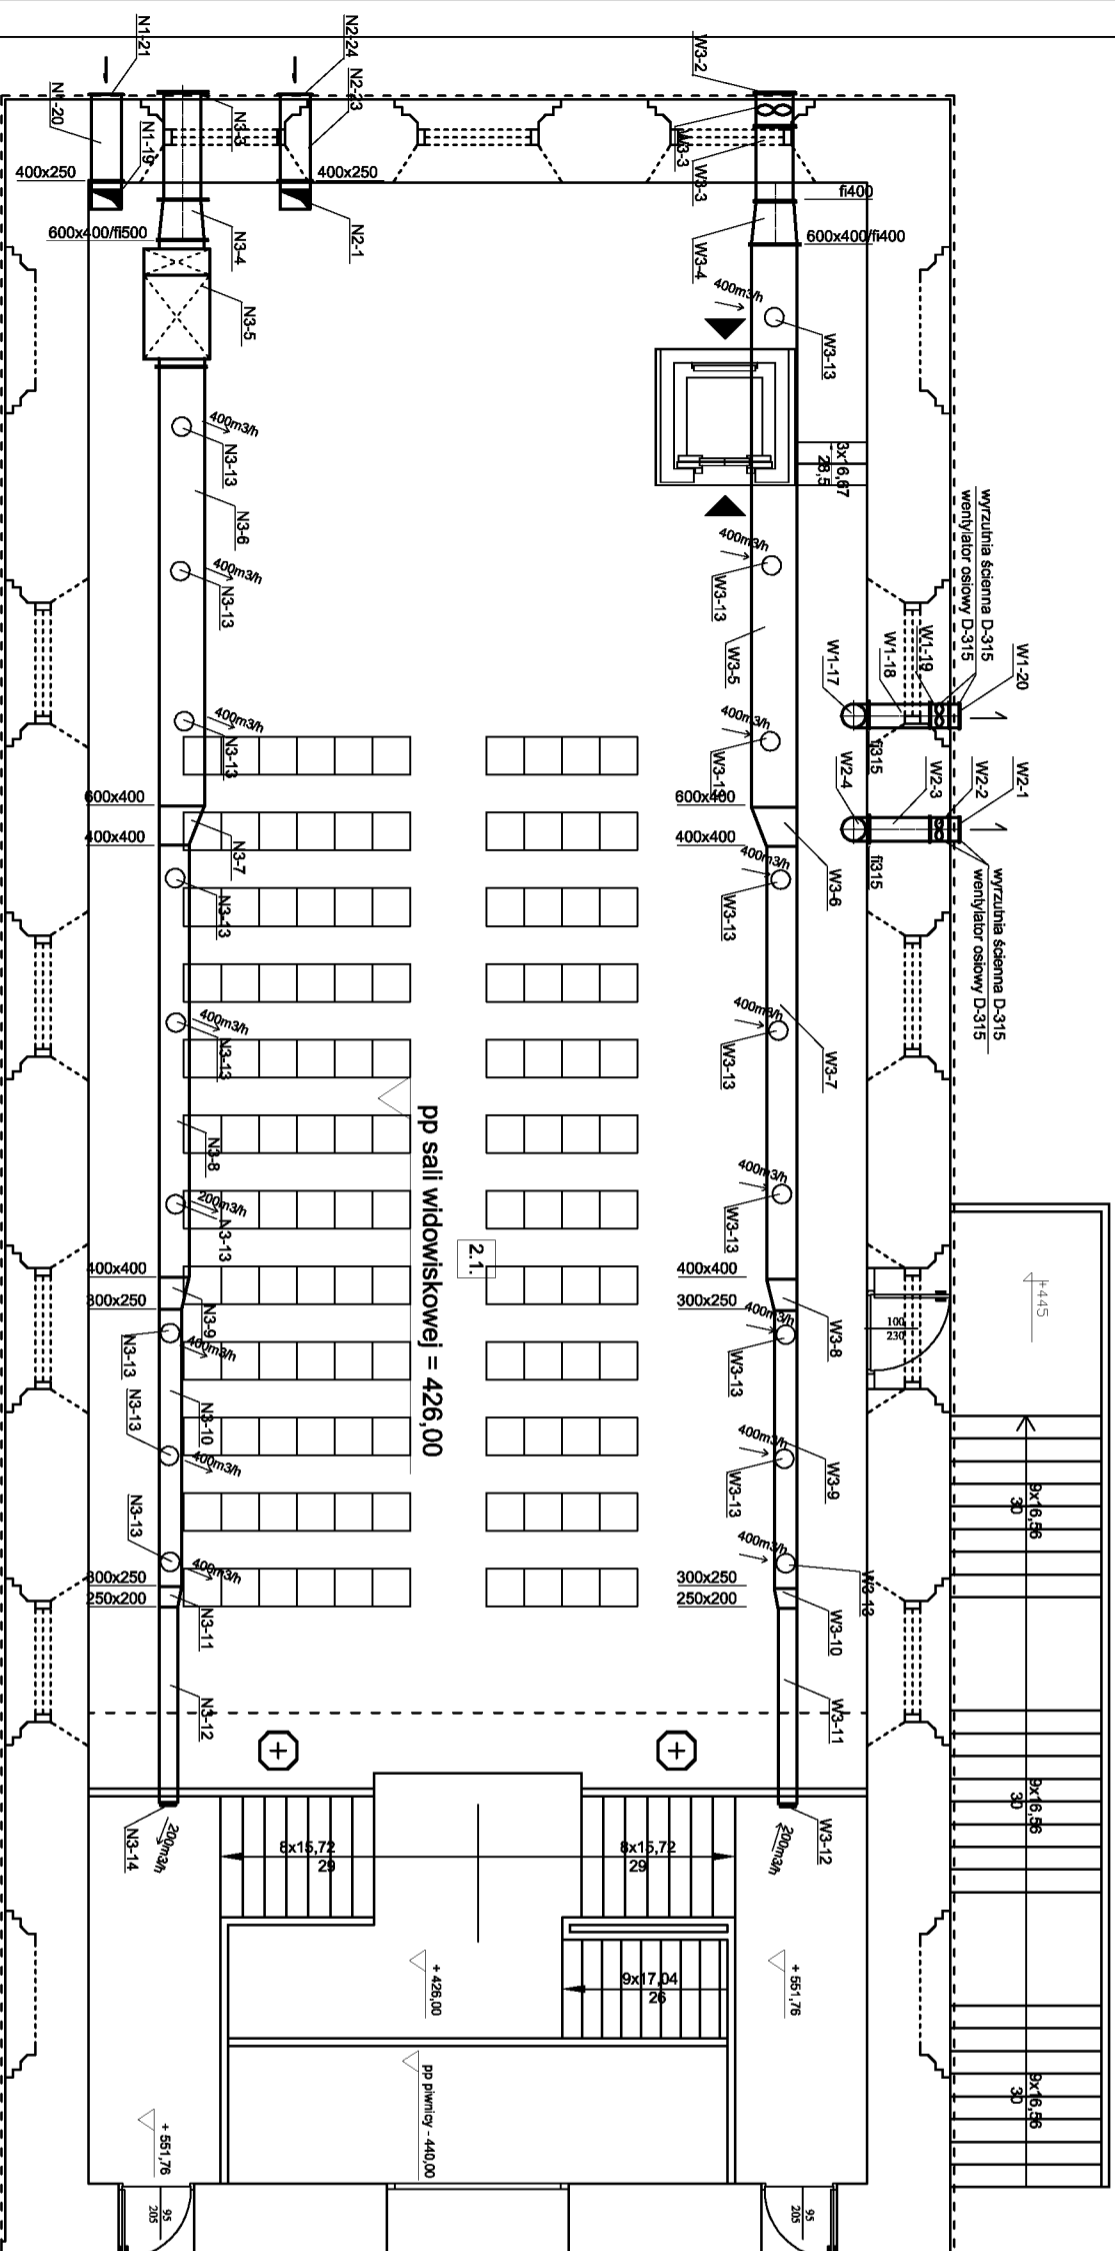 N1-21
N2-24
N2-23
W3-2
N1-20
N1-19
N3-3
W3-3
W3-3
400x250
400x250
fi400
600x400/fi500
N3-4
N2-1
W3-4
600x400/fi400
N3-5
400m3/h
W3-13
400m3/h
N3-13
3x16,67
28,5
N3-6
wyrzutnia ścienna D-315
wentylator osiowy D-315
400m3/h
N3-13
400m3/h
W3-13
W3-5
W1-17
W1-18
W1-19
W1-20
400m3/h
N3-13
400m3/h
W3-13
fi315
W2-4
W2-3
W2-2
W2-1
600x400
400x400
N3-7
600x400
400x400
400m3/h
W3-13
W3-6
fi315
wyrzutnia ścienna D-315
wentylator osiowy D-315
N3-13
400m3/h
N3-13
400m3/h
W3-13
W3-7
pp sali widowiskowej = 426,00
N3-8
200m3/h
N3-13
400m3/h
W3-13
2.1.
400x400
300x250
N3-9
400x400
300x250
+445
100
230
N3-13
400m3/h
400m3/h
W3-13
W3-8
N3-13
N3-10
400m3/h
400m3/h
W3-13
W3-9
9x16,56
30
N3-13
400m3/h
400m3/h
W3-13
300x250
250x200
N3-11
300x250
250x200
W3-10
N3-12
W3-11
9x16,56
30
N3-14
200m3/h
8x15,72
29
8x15,72
29
200m3/h
W3-12
+ 426,00
9x17,04
26
+ 551,76
pp piwnicy - 440,00
+ 551,76
9x16,56
30
95
205
95
205